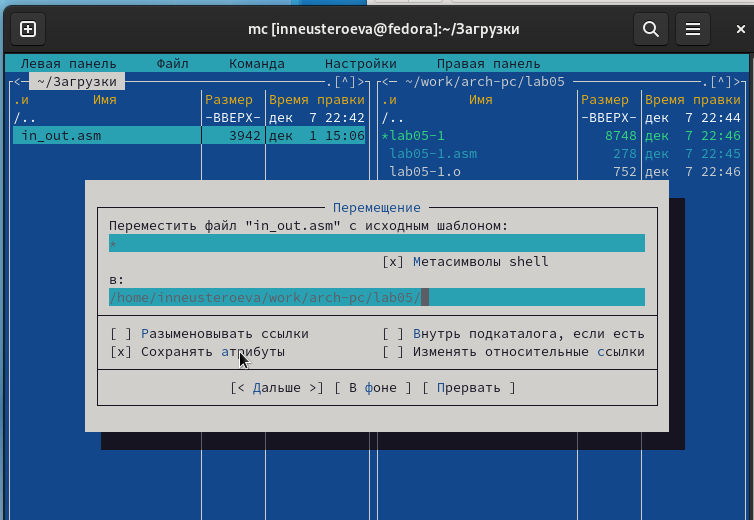 mc [inneusteroeva@fedora]:~/Загрузки
Левая панель Файл Команда Настройки Правая панель
<— ~/Загрузки .[^]>
.и Имя Размер Время правки
/.. -ВВЕРХ- дек 7 22:42
in_out.asm 3942 дек 1 15:06
<— ~/work/arch-pc/lab05 .[^]>
.и Имя Размер Время правки
/.. -ВВЕРХ- дек 7 22:44
*lab05-1 8748 дек 7 22:46
lab05-1.asm 278 дек 7 22:45
lab05-1.o 752 дек 7 22:46
Перемещение
Переместить файл "in_out.asm" с исходным шаблоном:
*
[x] Метасимволы shell
в:
/home/inneusteroeva/work/arch-pc/lab05/
[ ] Разыменовывать ссылки [ ] Внутрь подкаталога, если есть
[x] Сохранять атрибуты [ ] Изменять относительные ссылки
[< Дальше >] [ В фоне ] [ Прервать ]